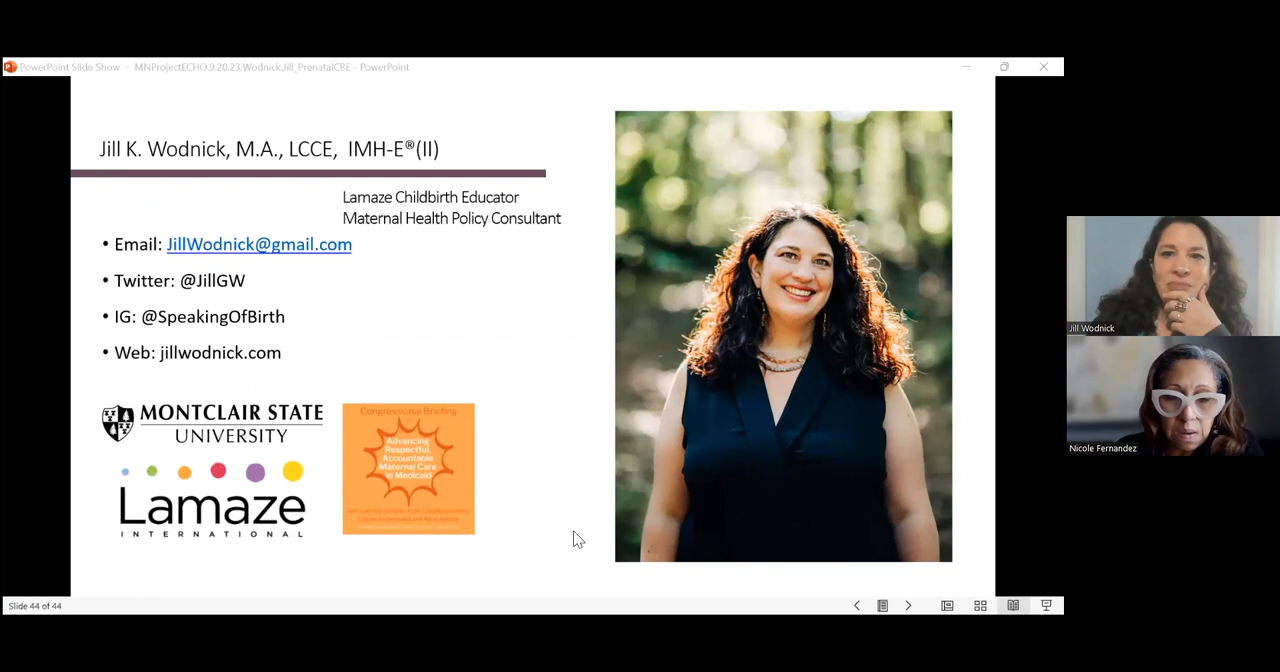 PowerPoint Slide Show - MNProjectECHO.9.20.23.Wodnick.Jill_PrenatalCBE - PowerPoint
Jill K. Wodnick, M.A., LCCE, IMH-E®(II)
Lamaze Childbirth Educator
Maternal Health Policy Consultant
• Email: JillWodnick@gmail.com
• Twitter: @JillGW
• IG: @SpeakingOfBirth
• Web: jillwodnick.com
MONTCLAIR STATE
UNIVERSITY
Lamaze
INTERNATIONAL
Congressional Briefing
Advancing
Respectful,
Accountable
Maternal Care
in Medicaid
Jill Wodnick
Nicole Fernandez
Slide 44 of 44